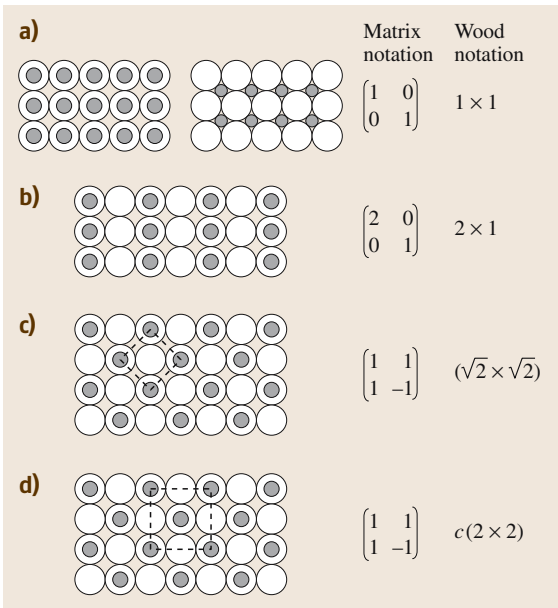 a)
Matrix notation
Wood notation
(1 0
0 1)
1 × 1
b)
(2 0
0 1)
2 × 1
c)
(1 1
1 –1)
(√2 × √2)
d)
(1 1
1 –1)
c(2 × 2)